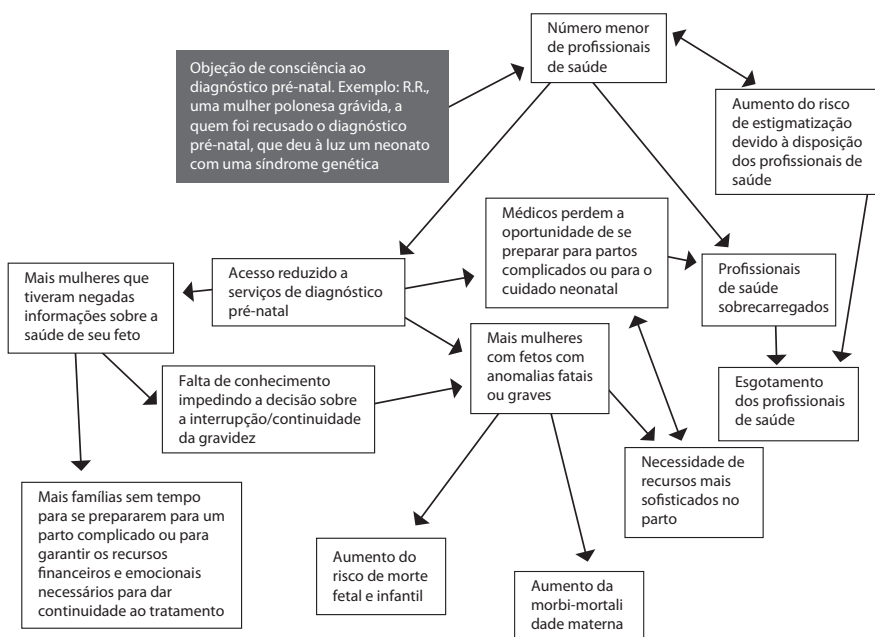 Número menor
de profissionais
de saúde
Objeção de consciência ao
diagnóstico pré-natal. Exemplo: R.R.,
uma mulher polonesa grávida, a
quem foi recusado o diagnóstico
pré-natal, que deu à luz um neonato
com uma síndrome genética
Aumento do risco
de estigmatização
devido à disposição
dos profissionais de
saúde
Médicos perdem a
oportunidade de se
preparar para partos
complicados ou para o
cuidado neonatal
Mais mulheres que
tiveram negadas
informações sobre a
saúde de seu feto
Acesso reduzido a
serviços de diagnóstico
pré-natal
Profissionais
de saúde
sobrecarregados
Mais mulheres
com fetos com
anomalias fatais
ou graves
Falta de conhecimento
impedindo a decisão sobre
a interrupção/continuidade
da gravidez
Esgotamento
dos profissionais
de saúde
Necessidade de
recursos mais
sofisticados no
parto
Mais famílias sem tempo
para se prepararem para um
parto complicado ou para
garantir os recursos
financeiros e emocionais
necessários para dar
continuidade ao tratamento
Aumento do
risco de morte
fetal e infantil
Aumento da
morbi-mortali
dade materna